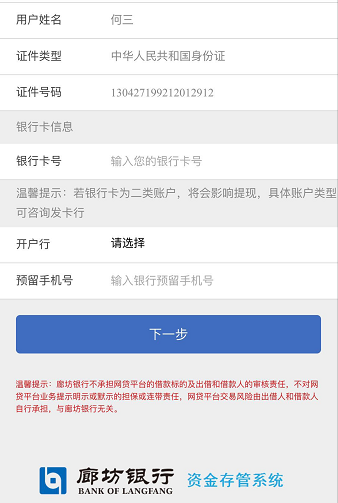 用户姓名 何三
证件类型 中华人民共和国身份证
证件号码 130427199212012912
银行卡信息
银行卡号 输入您的银行卡号
温馨提示：若银行卡为二类账户，将会影响提现，具体账户类型
可咨询发卡行
开户行 请选择
预留手机号 输入银行预留手机号
下一步
温馨提示：廊坊银行不承担网贷平台的借款标的及出借和借款人的审核责任，不对网
贷平台业务提示明示或默示的担保或连带责任，网贷平台交易风险由出借人和借款人
自行承担，与廊坊银行无关。
廊坊银行 资金存管系统
BANK OF LANGFANG